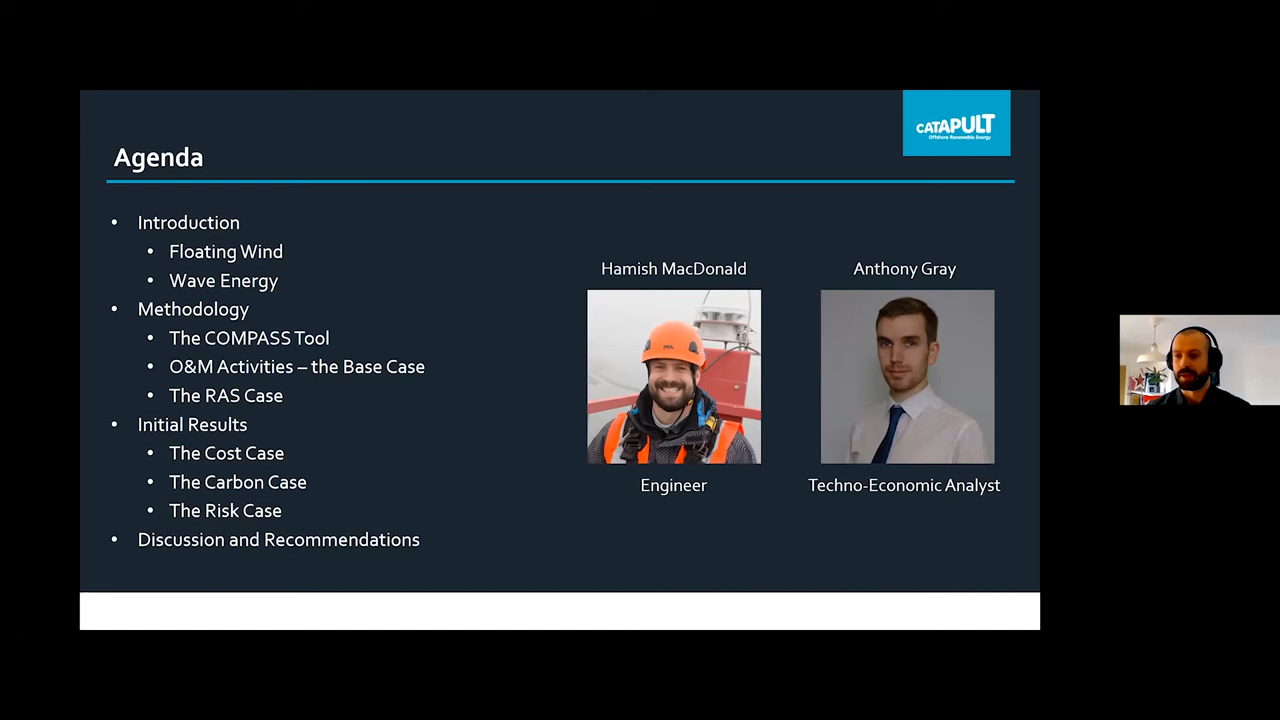 CATAPULT
Offshore Renewable Energy
Agenda
• Introduction
• Floating Wind
• Wave Energy
• Methodology
• The COMPASS Tool
• O&M Activities – the Base Case
• The RAS Case
• Initial Results
• The Cost Case
• The Carbon Case
• The Risk Case
• Discussion and Recommendations
Hamish MacDonald
Engineer
Anthony Gray
Techno-Economic Analyst